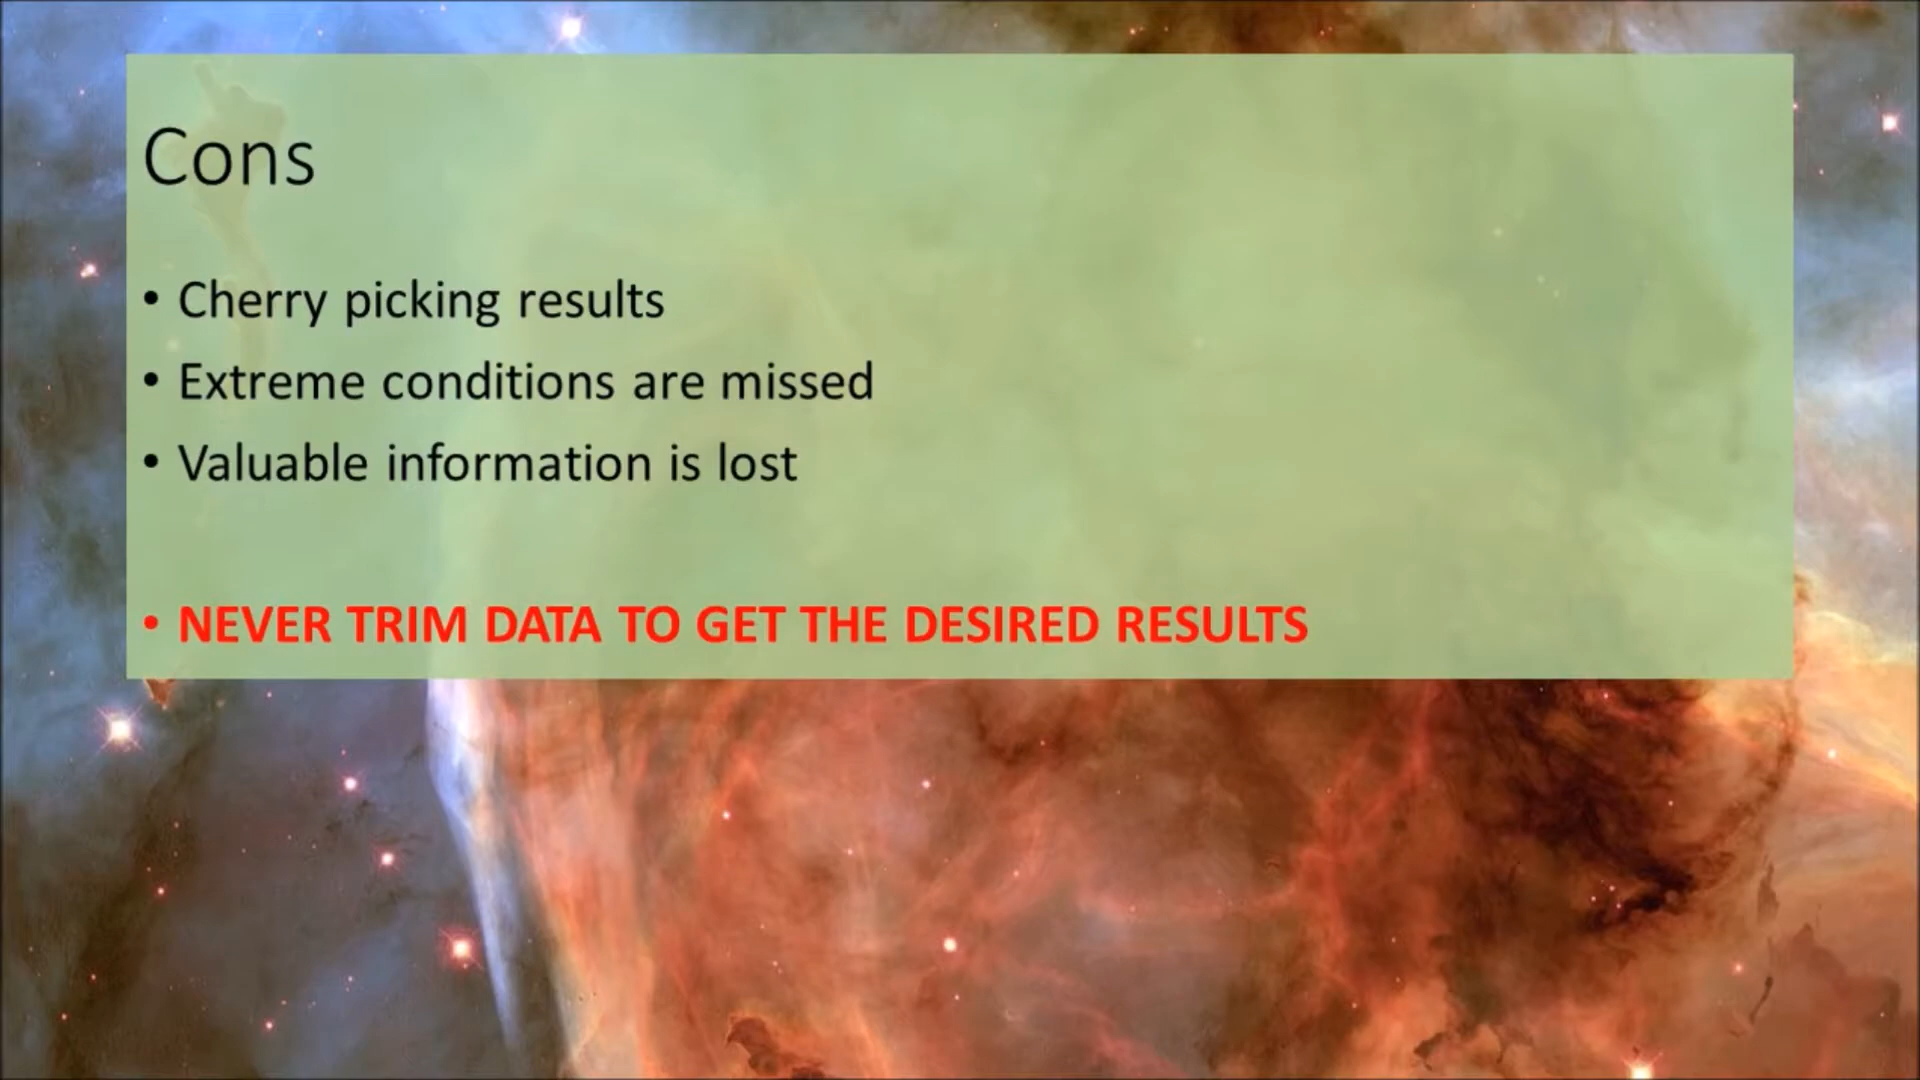 Cons
• Cherry picking results
• Extreme conditions are missed
• Valuable information is lost
• NEVER TRIM DATA TO GET THE DESIRED RESULTS